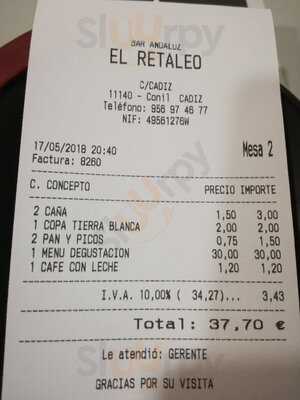 BAR ANDALUZ
EL RETALEO
C/CADIZ
11140 - Conil CADIZ
Teléfono: 956 97 46 77
NIF: 49561276W
17/05/2018 20:40 Mesa 2
Factura: 8260
C. CONCEPTO PRECIO IMPORTE
2 CAÑA 1,50 3,00
1 COPA TIERRA BLANCA 2,00 2,00
2 PAN Y PICOS 0,75 1,50
1 MENU DEGUSTACION 30,00 30,00
1 CAFE CON LECHE 1,20 1,20
I.V.A. 10,00% ( 34,27)... 3,43
Total: 37,70 €
Le atendió: GERENTE
GRACIAS POR SU VISITA